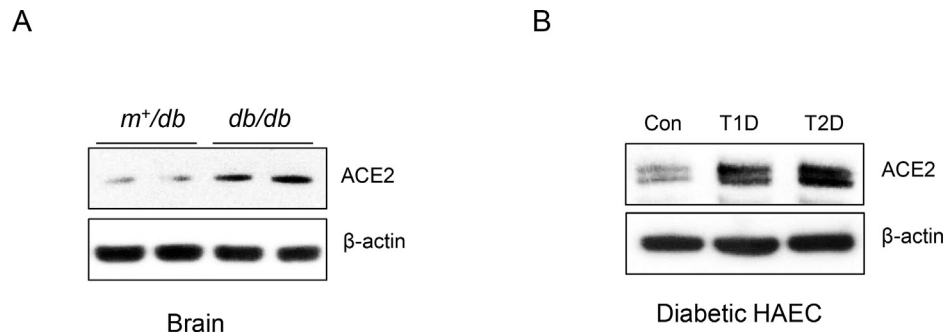 A
m⁺/db db/db
ACE2
β-actin
Brain
B
Con T1D T2D
ACE2
β-actin
Diabetic HAEC